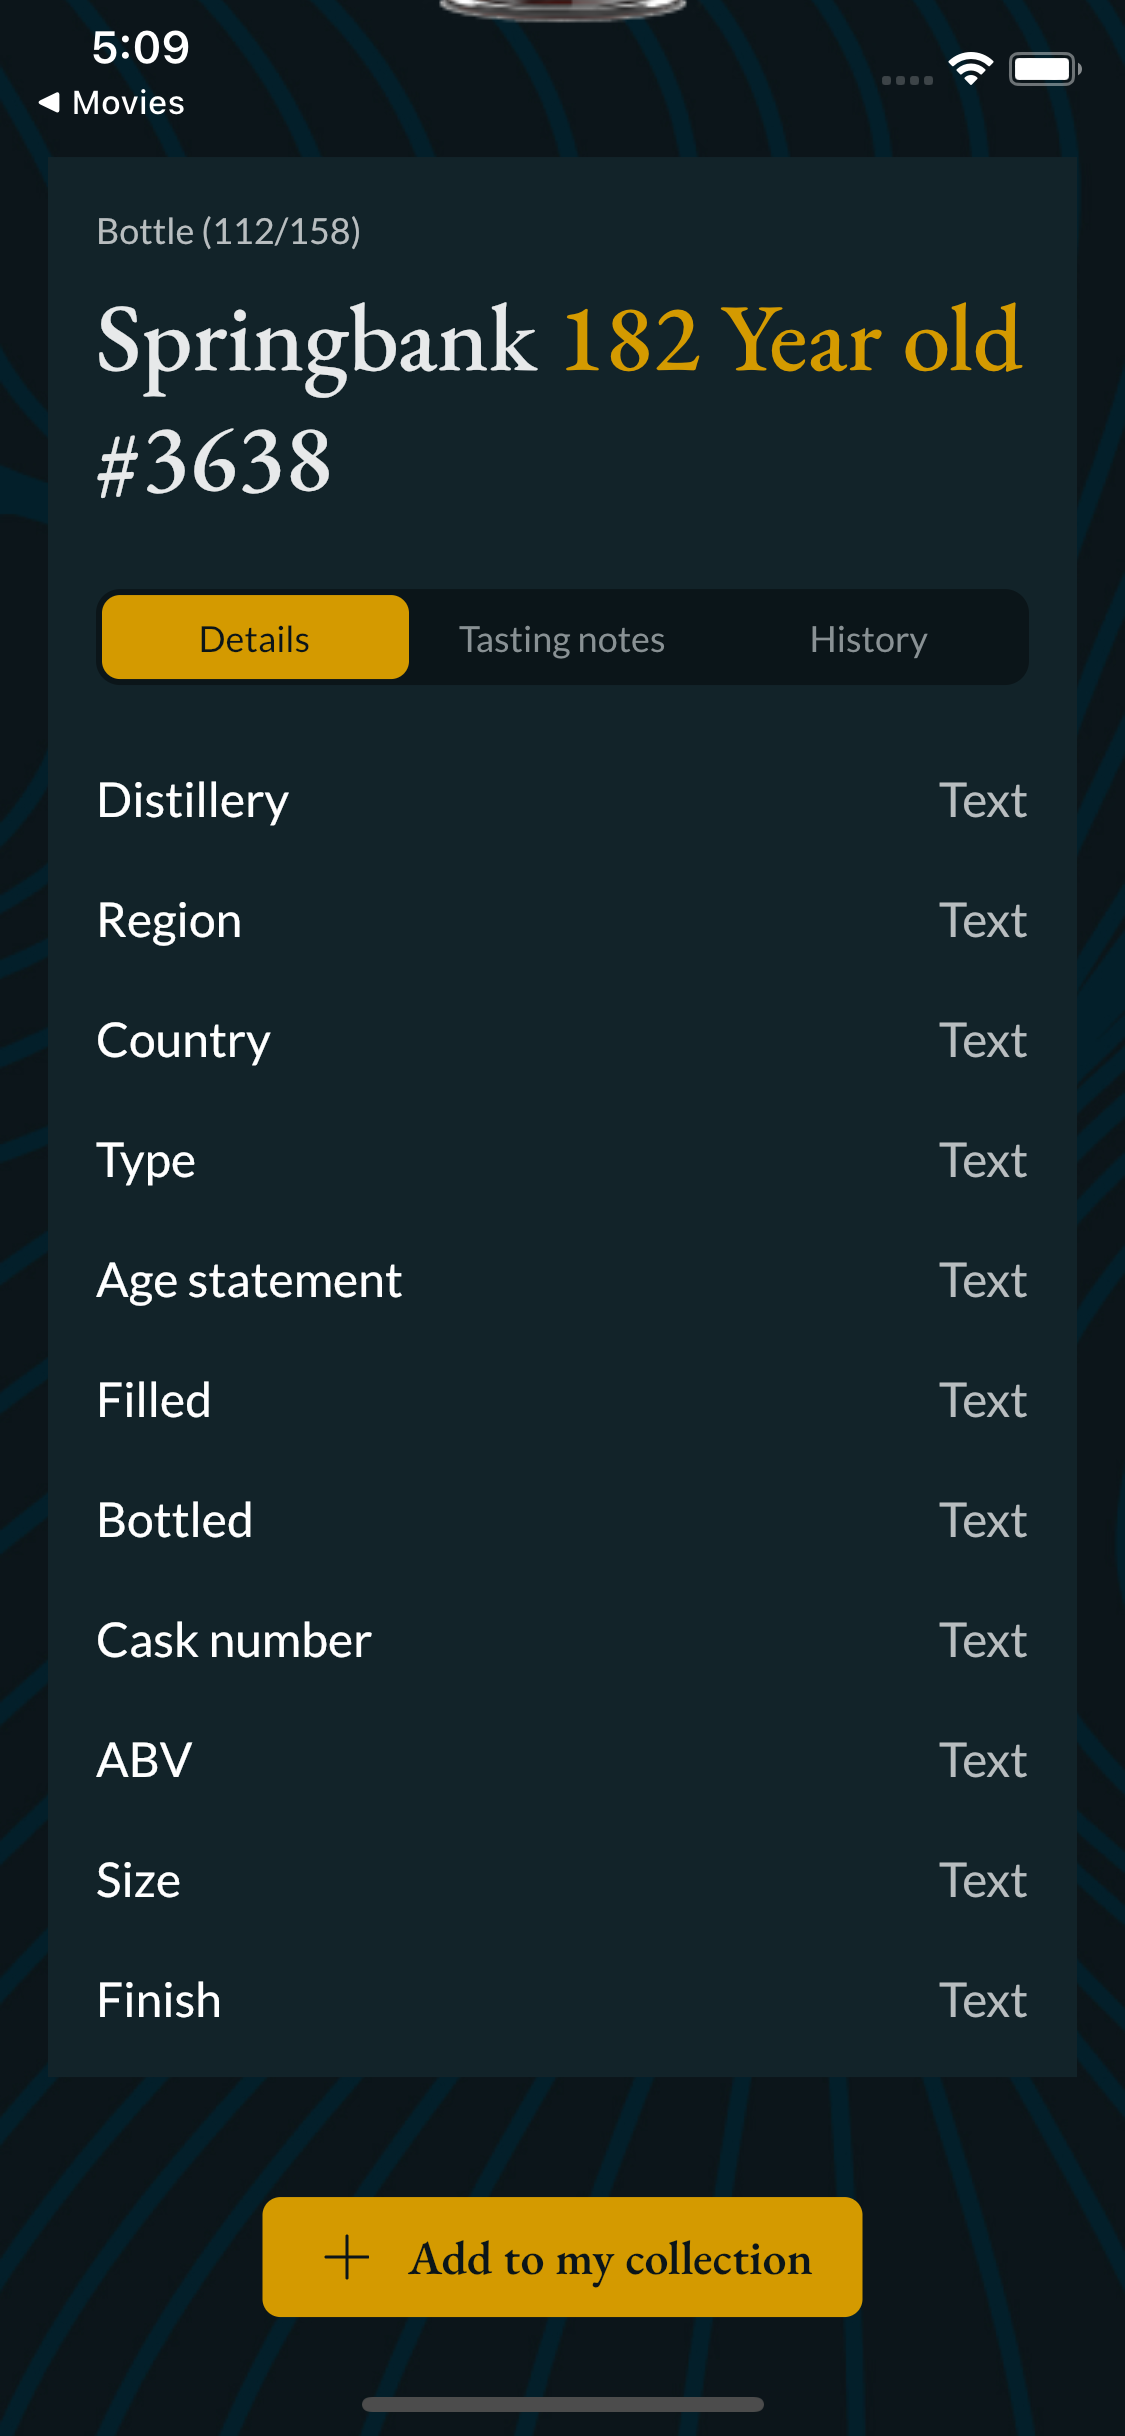 5:09
◀ Movies
Bottle (112/158)
Springbank 182 Year old
#3638
Details Tasting notes History
Distillery Text
Region Text
Country Text
Type Text
Age statement Text
Filled Text
Bottled Text
Cask number Text
ABV Text
Size Text
Finish Text
+ Add to my collection